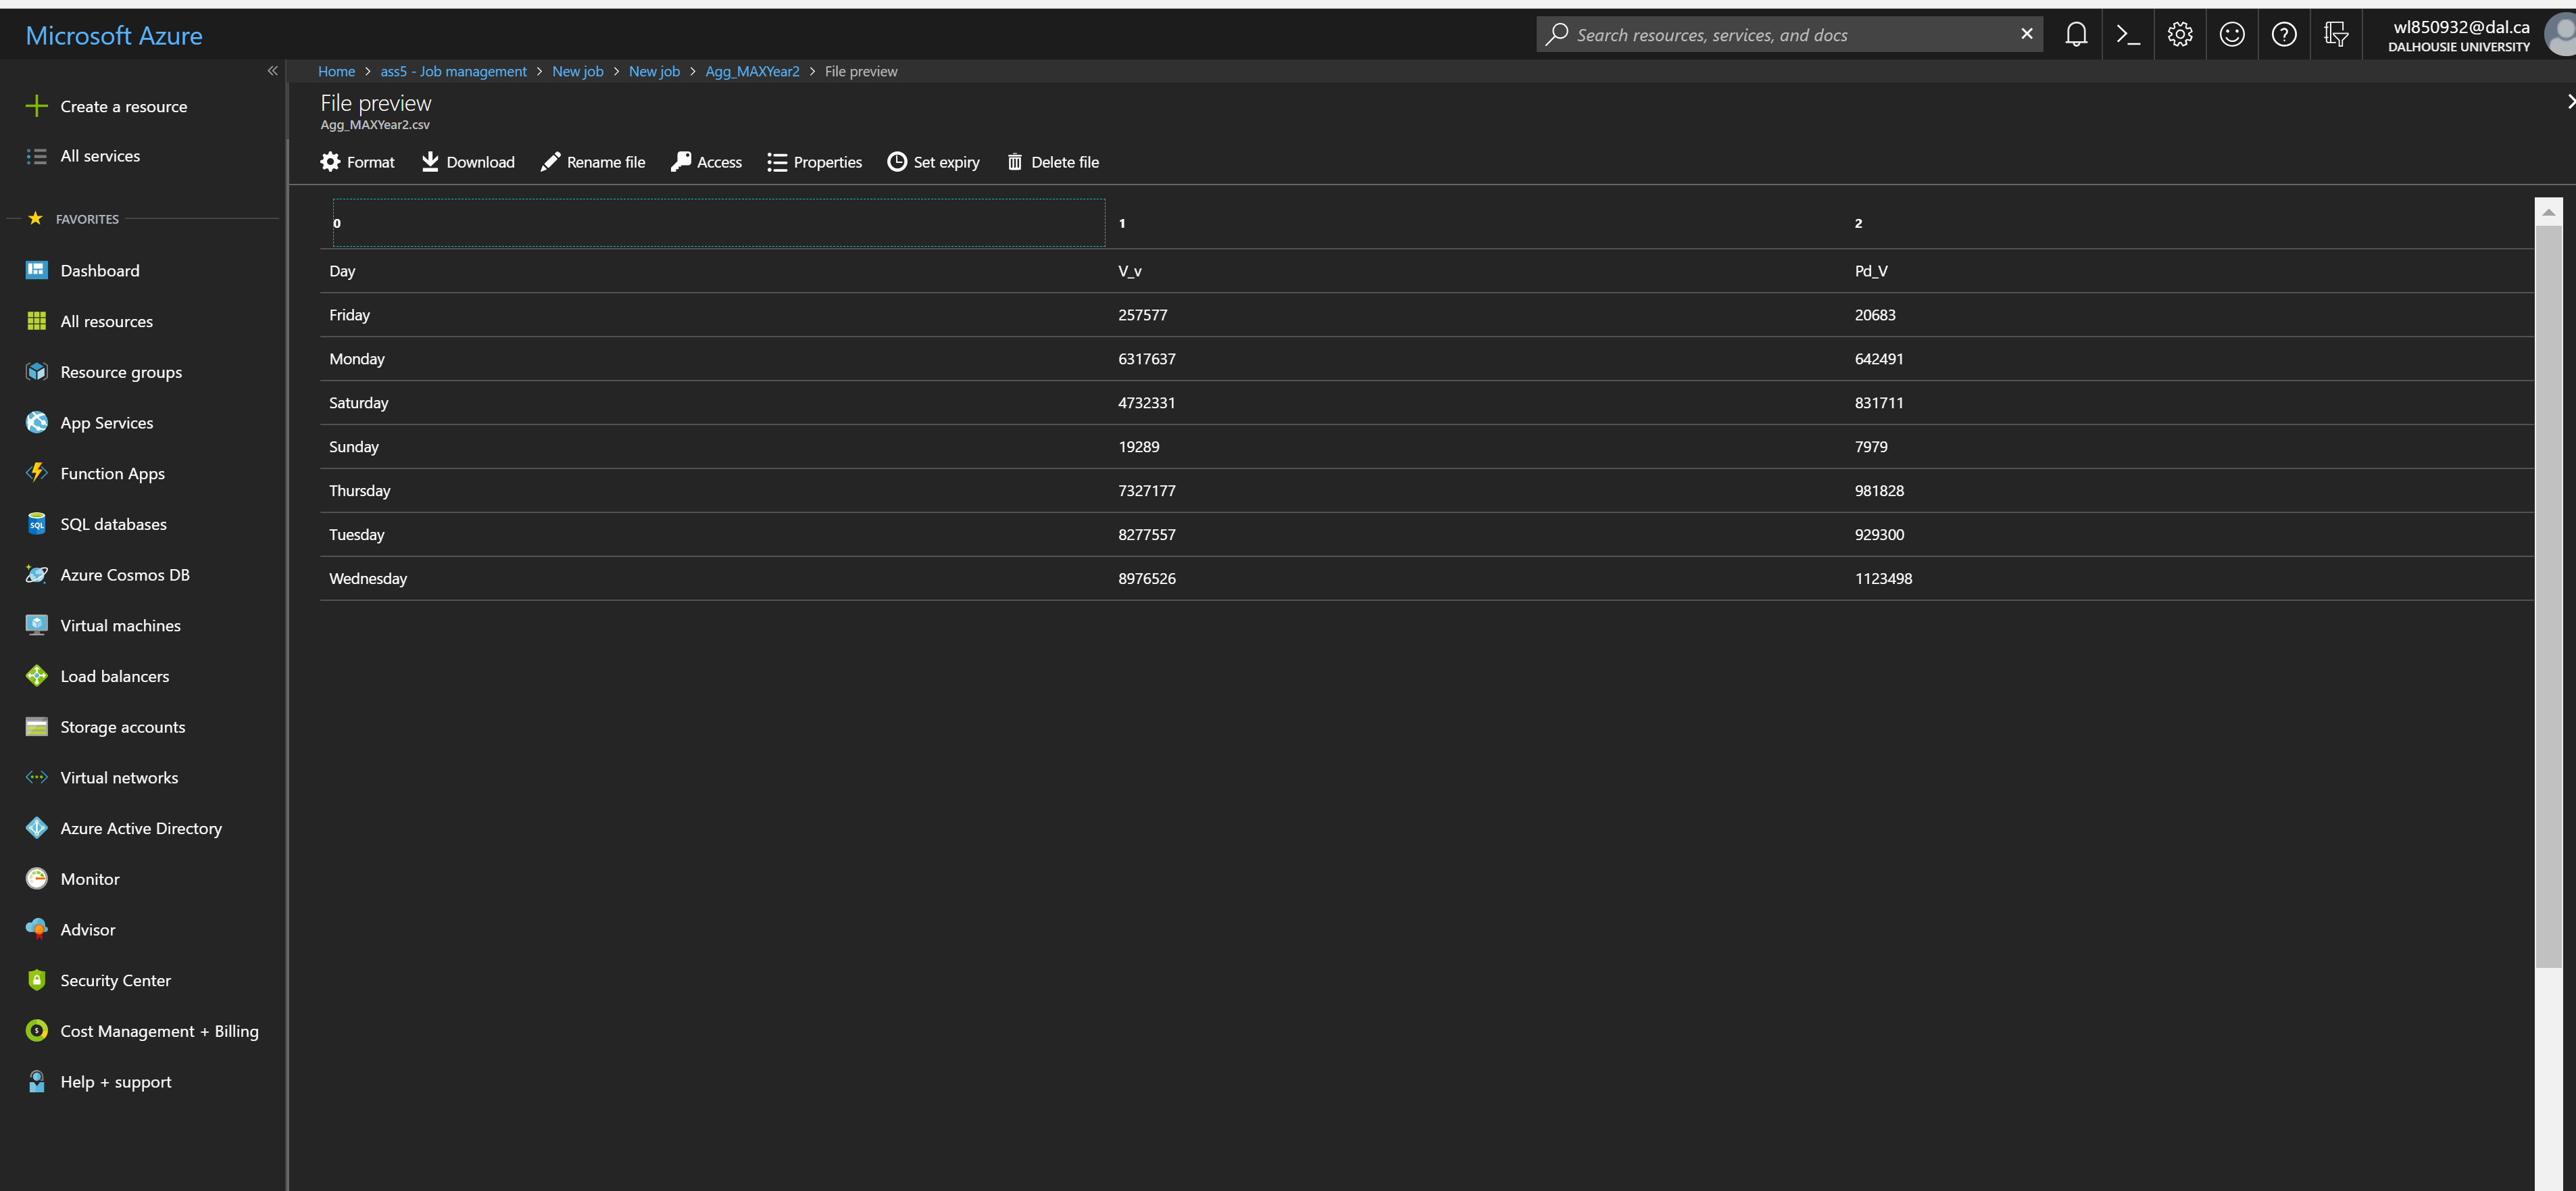 Microsoft Azure
Search resources, services, and docs
wl850932@dal.ca
DALHOUSIE UNIVERSITY
Home > ass5 - Job management > New job > New job > Agg_MAXYear2 > File preview
Create a resource
All services
FAVORITES
Dashboard
All resources
Resource groups
App Services
Function Apps
SQL databases
Azure Cosmos DB
Virtual machines
Load balancers
Storage accounts
Virtual networks
Azure Active Directory
Monitor
Advisor
Security Center
Cost Management + Billing
Help + support
File preview
Agg_MAXYear2.csv
Format Download Rename file Access Properties Set expiry Delete file
0 1 2
Day V_v Pd_V
Friday 257577 20683
Monday 6317637 642491
Saturday 4732331 831711
Sunday 19289 7979
Thursday 7327177 981828
Tuesday 8277557 929300
Wednesday 8976526 1123498